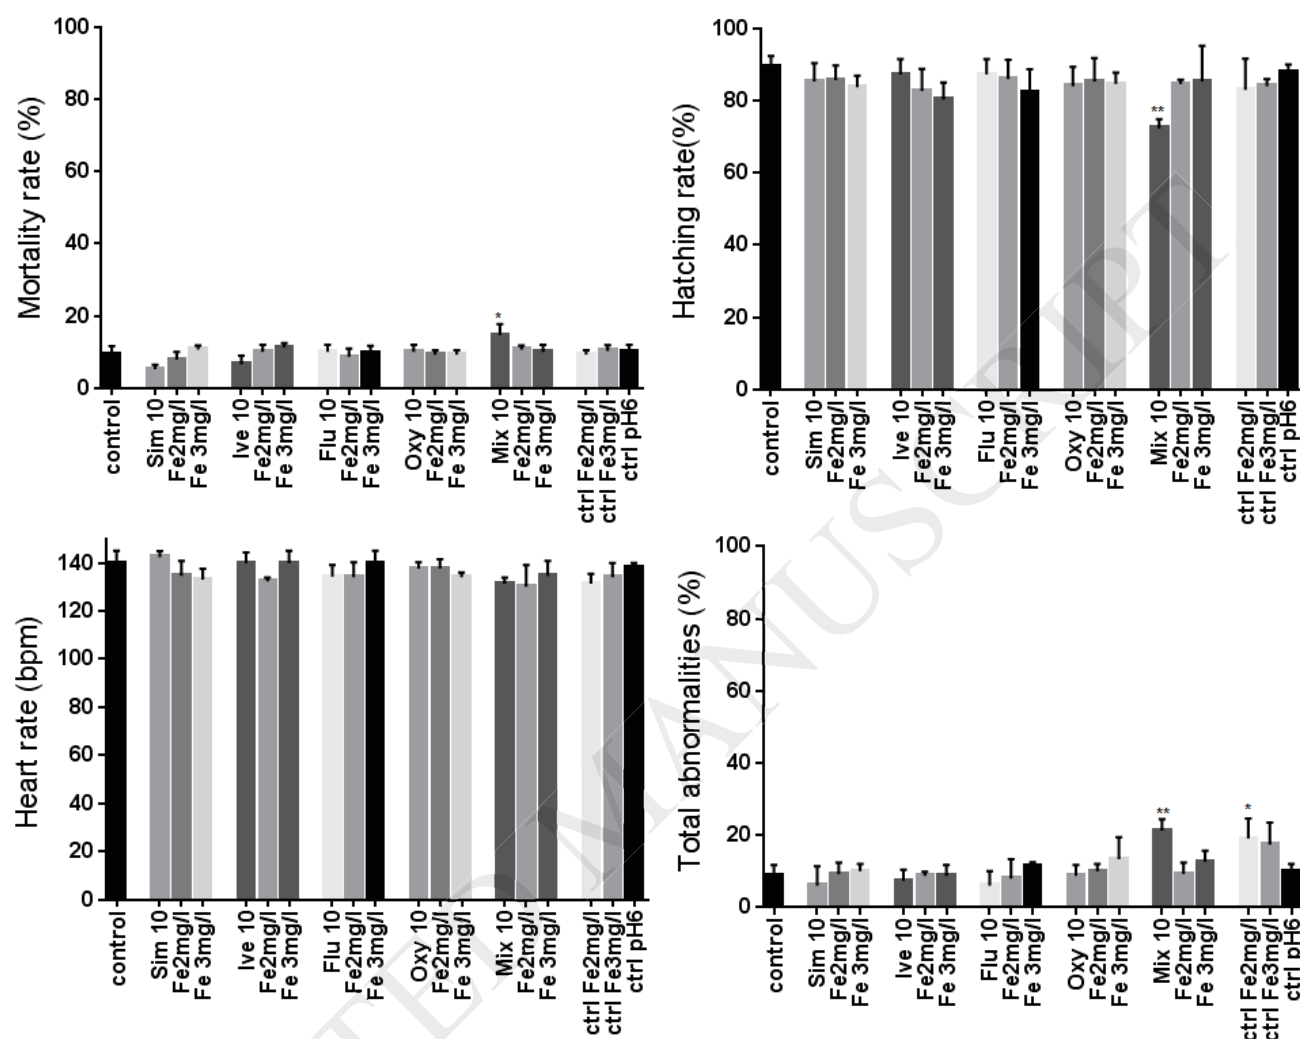 Mortality rate (%)
100
80
60
40
20
0
*
control
Sim 10
Fe2mg/l
Fe 3mg/l
Ive 10
Fe2mg/l
Fe 3mg/l
Flu 10
Fe2mg/l
Fe 3mg/l
Oxy 10
Fe2mg/l
Fe 3mg/l
Mix 10
Fe2mg/l
Fe 3mg/l
ctrl Fe2mg/l
ctrl Fe3mg/l
ctrl pH6
Hatching rate(%)
100
80
60
40
20
0
**
control
Sim 10
Fe2mg/l
Fe 3mg/l
Ive 10
Fe2mg/l
Fe 3mg/l
Flu 10
Fe2mg/l
Fe 3mg/l
Oxy 10
Fe2mg/l
Fe 3mg/l
Mix 10
Fe2mg/l
Fe 3mg/l
ctrl Fe2mg/l
ctrl Fe3mg/l
ctrl pH6
Heart rate (bpm)
140
120
100
80
60
40
20
0
control
Sim 10
Fe2mg/l
Fe 3mg/l
Ive 10
Fe2mg/l
Fe 3mg/l
Flu 10
Fe2mg/l
Fe 3mg/l
Oxy 10
Fe2mg/l
Fe 3mg/l
Mix 10
Fe2mg/l
Fe 3mg/l
ctrl Fe2mg/l
ctrl Fe3mg/l
ctrl pH6
Total abnormalities (%)
100
80
60
40
20
0
**
*
control
Sim 10
Fe2mg/l
Fe 3mg/l
Ive 10
Fe2mg/l
Fe 3mg/l
Flu 10
Fe2mg/l
Fe 3mg/l
Oxy 10
Fe2mg/l
Fe 3mg/l
Mix 10
Fe2mg/l
Fe 3mg/l
ctrl Fe2mg/l
ctrl Fe3mg/l
ctrl pH6
TED MANUSCRIPT